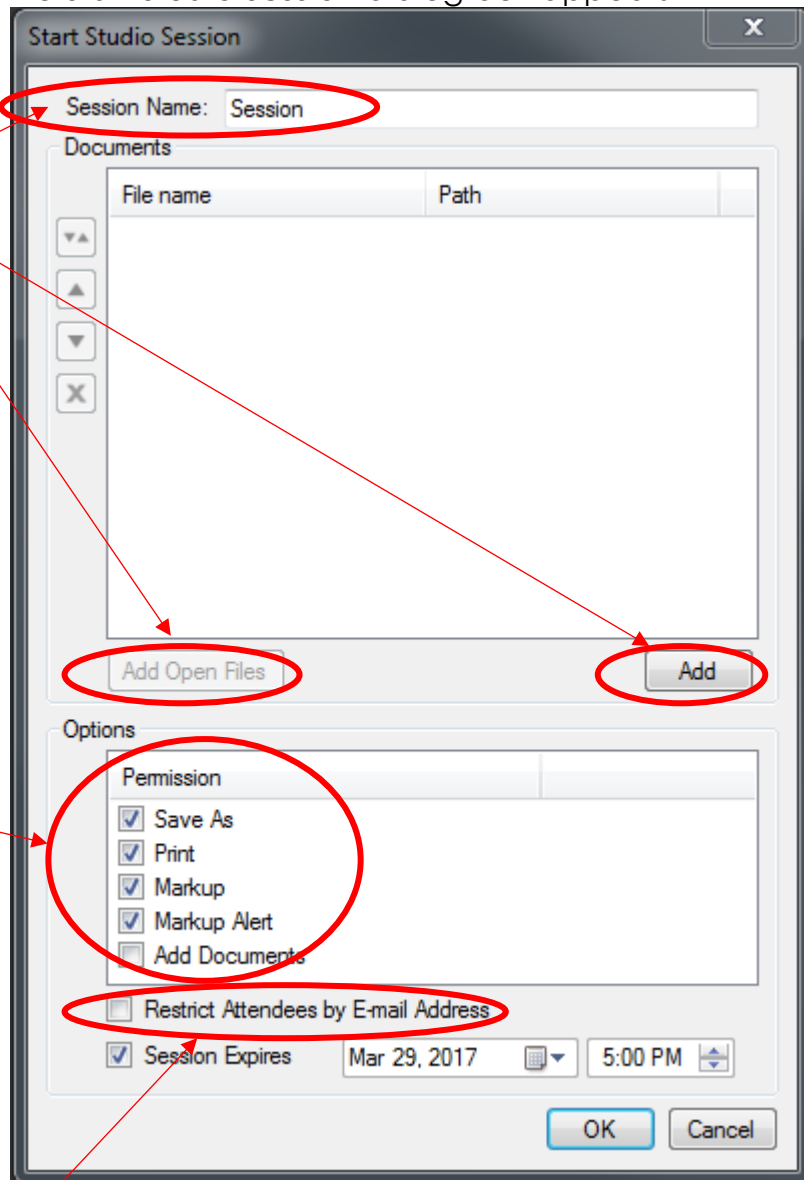 Start Studio Session
Session Name: Session
Documents
File name Path
Add Open Files Add
Options
Permission
Save As
Print
Markup
Markup Alert
Add Documents
Restrict Attendees by E-mail Address
Session Expires Mar 29, 2017 5:00 PM
OK Cancel